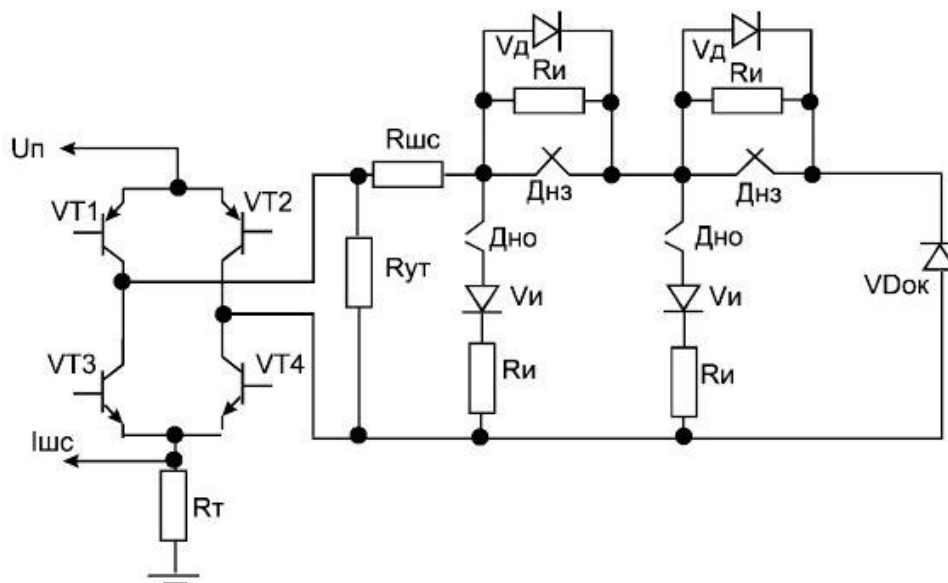 Vд
Rи
Vд
Rи
Rшс
Uп
VT1
VT2
Днз
Днз
Дно
Дно
Rут
Vи
Vи
VDок
VT3
VT4
Rи
Rи
Iшс
Rт